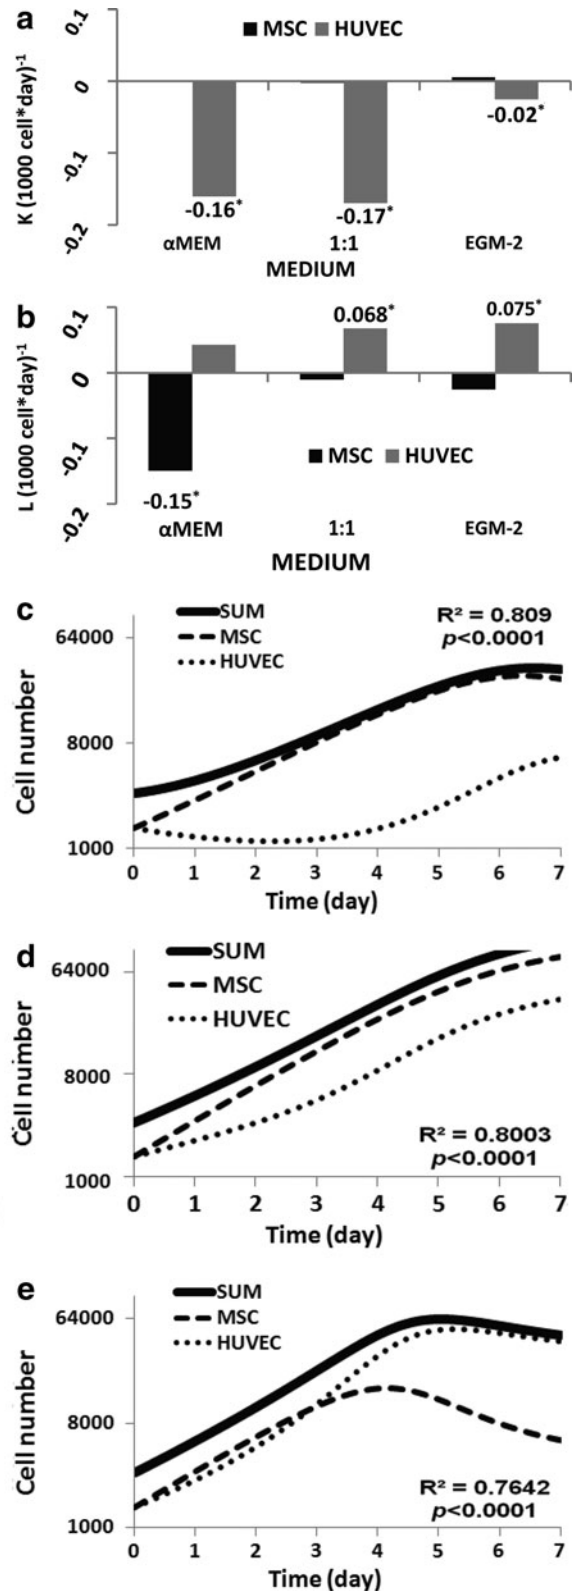 a
0.1
0
-0.1
-0.2
K (1000 cell*day)-1
MSC HUVEC
-0.16*
-0.17*
-0.02*
αMEM 1:1 EGM-2
MEDIUM
b
0.1
0
-0.1
-0.2
L (1000 cell*day)-1
0.068*
0.075*
MSC HUVEC
-0.15*
αMEM 1:1 EGM-2
MEDIUM
c
SUM
MSC
HUVEC
R² = 0.809
p<0.0001
64000
8000
1000
Cell number
0 1 2 3 4 5 6 7
Time (day)
d
SUM
MSC
HUVEC
64000
8000
1000
Cell number
R² = 0.8003
p<0.0001
0 1 2 3 4 5 6 7
Time (day)
e
SUM
MSC
HUVEC
64000
8000
1000
Cell number
R² = 0.7642
p<0.0001
0 1 2 3 4 5 6 7
Time (day)